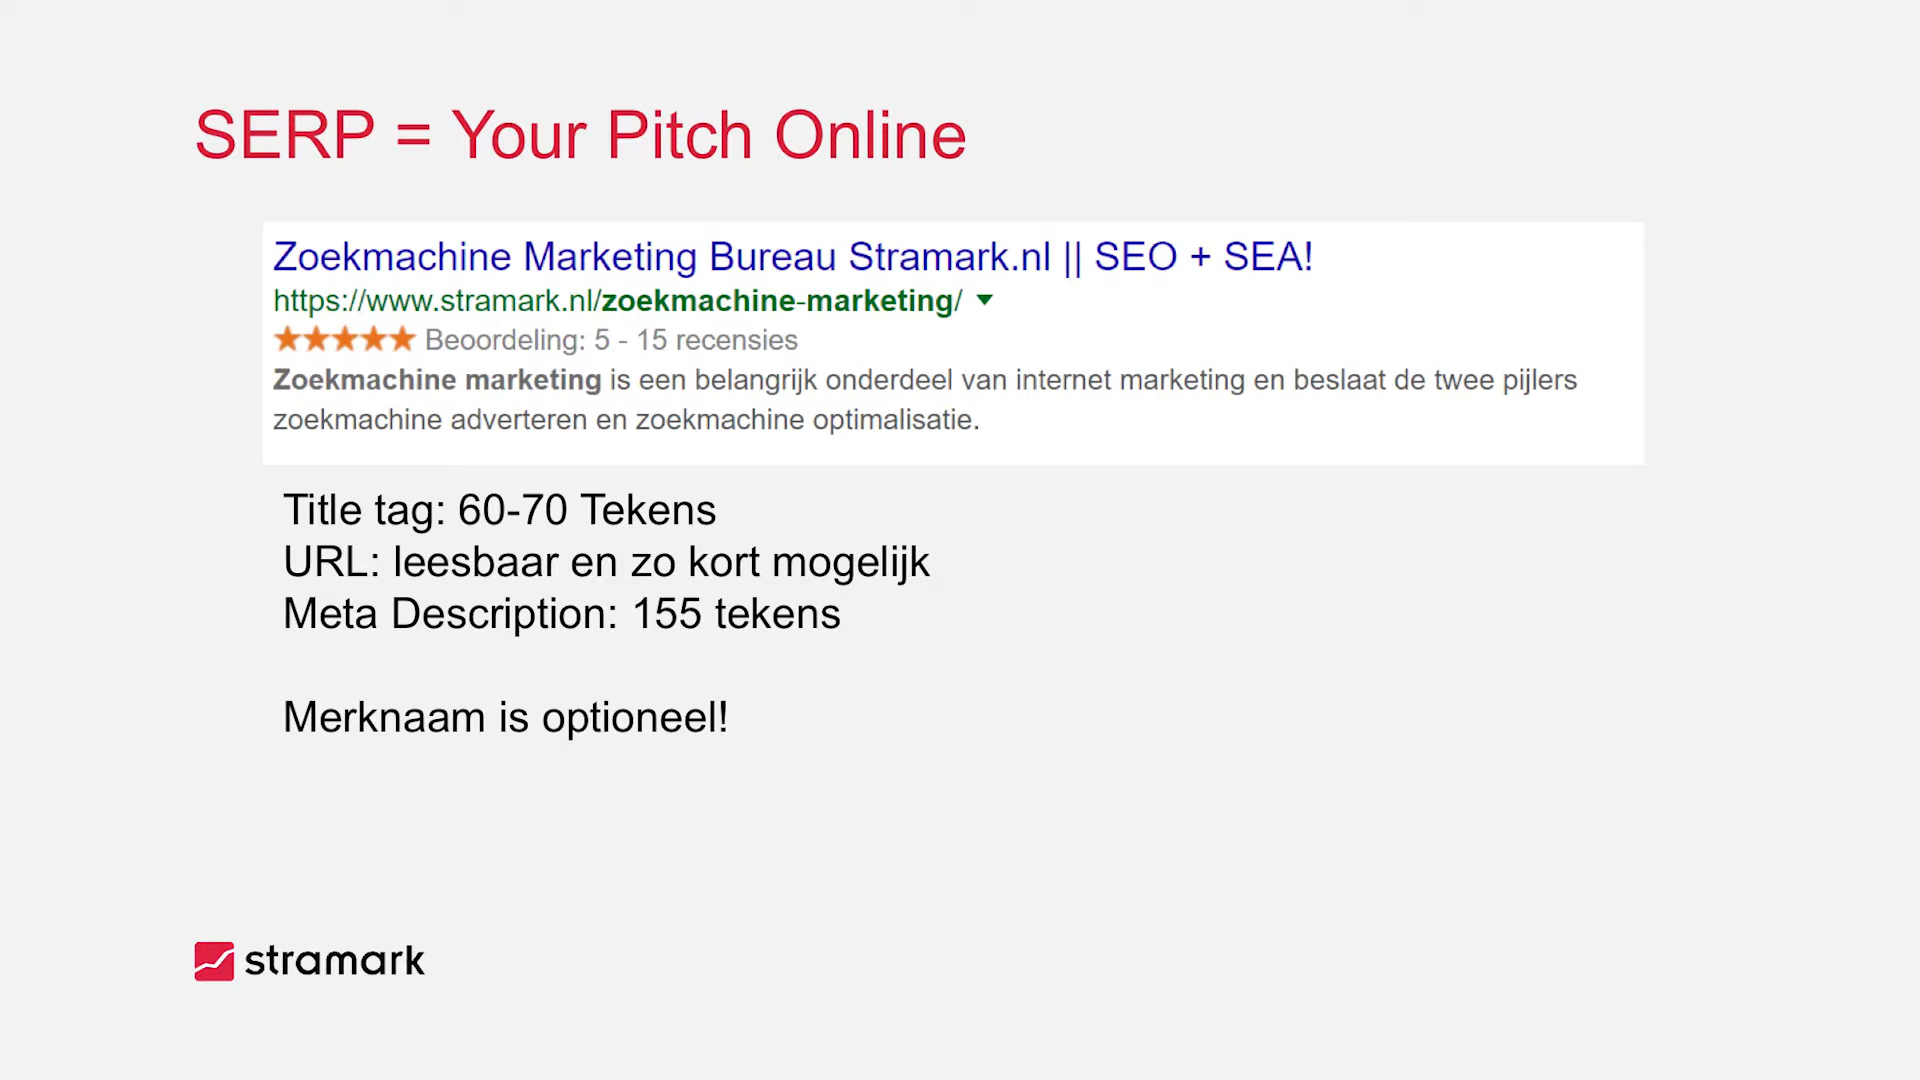 SERP = Your Pitch Online
Zoekmachine Marketing Bureau Stramark.nl || SEO + SEA!
https://www.stramark.nl/zoekmachine-marketing/
Beoordeling: 5 - 15 recensies
Zoekmachine marketing is een belangrijk onderdeel van internet marketing en beslaat de twee pijlers
zoekmachine adverteren en zoekmachine optimalisatie.
Title tag: 60-70 Tekens
URL: leesbaar en zo kort mogelijk
Meta Description: 155 tekens
Merknaam is optioneel!
stramark